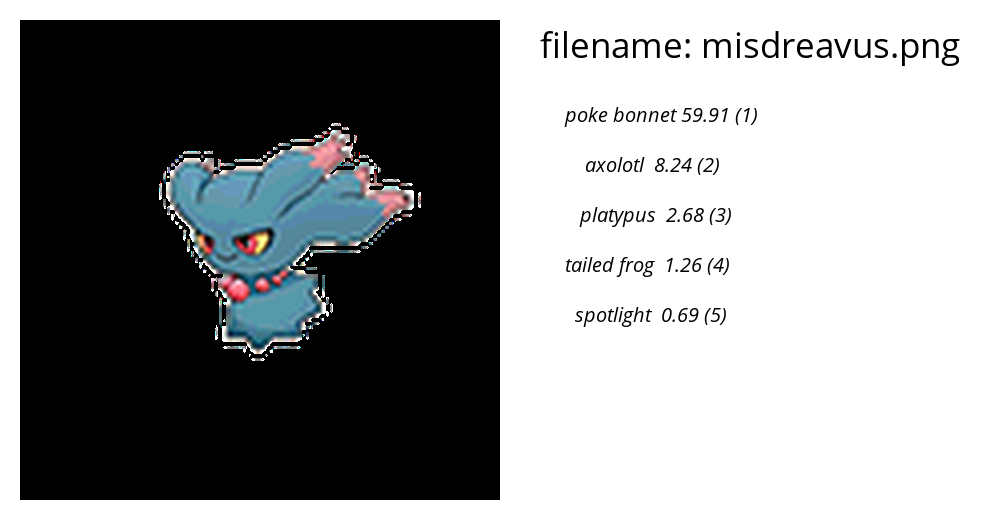 filename: misdreavus.png
poke bonnet 59.91 (1)
axolotl 8.24 (2)
platypus 2.68 (3)
tailed frog 1.26 (4)
spotlight 0.69 (5)